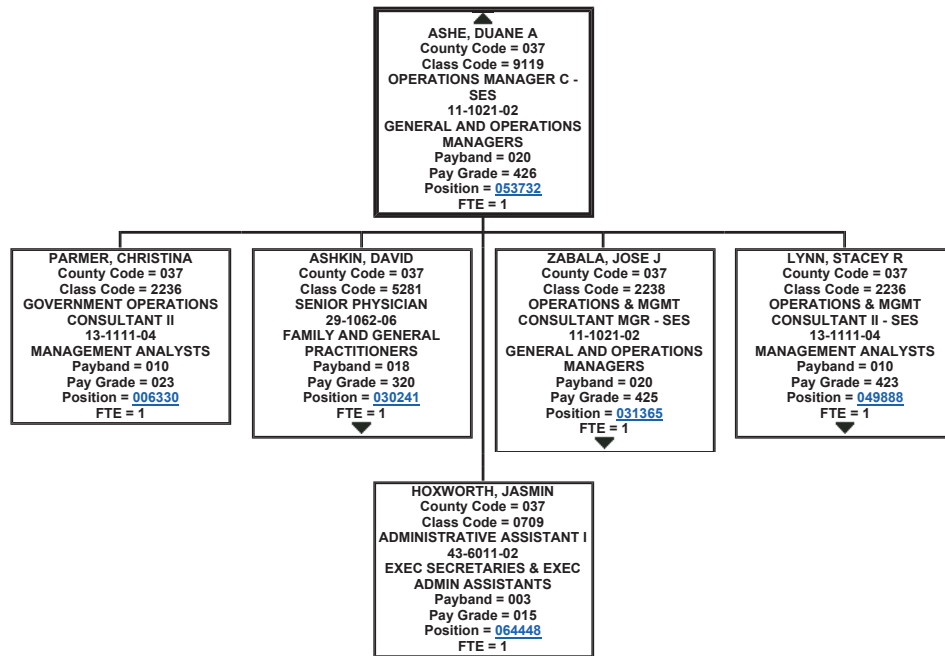 ASHE, DUANE A
County Code = 037
Class Code = 9119
OPERATIONS MANAGER C -
SES
11-1021-02
GENERAL AND OPERATIONS
MANAGERS
Payband = 020
Pay Grade = 426
Position = 053732
FTE = 1
PARMER, CHRISTINA
County Code = 037
Class Code = 2236
GOVERNMENT OPERATIONS
CONSULTANT II
13-1111-04
MANAGEMENT ANALYSTS
Payband = 010
Pay Grade = 023
Position = 006330
FTE = 1
ASHKIN, DAVID
County Code = 037
Class Code = 5281
SENIOR PHYSICIAN
29-1062-06
FAMILY AND GENERAL
PRACTITIONERS
Payband = 018
Pay Grade = 320
Position = 030241
FTE = 1
ZABALA, JOSE J
County Code = 037
Class Code = 2238
OPERATIONS & MGMT
CONSULTANT MGR - SES
11-1021-02
GENERAL AND OPERATIONS
MANAGERS
Payband = 020
Pay Grade = 425
Position = 031365
FTE = 1
LYNN, STACEY R
County Code = 037
Class Code = 2236
OPERATIONS & MGMT
CONSULTANT II - SES
13-1111-04
MANAGEMENT ANALYSTS
Payband = 010
Pay Grade = 423
Position = 049888
FTE = 1
HOXWORTH, JASMIN
County Code = 037
Class Code = 0709
ADMINISTRATIVE ASSISTANT I
43-6011-02
EXEC SECRETARIES & EXEC
ADMIN ASSISTANTS
Payband = 003
Pay Grade = 015
Position = 064448
FTE = 1